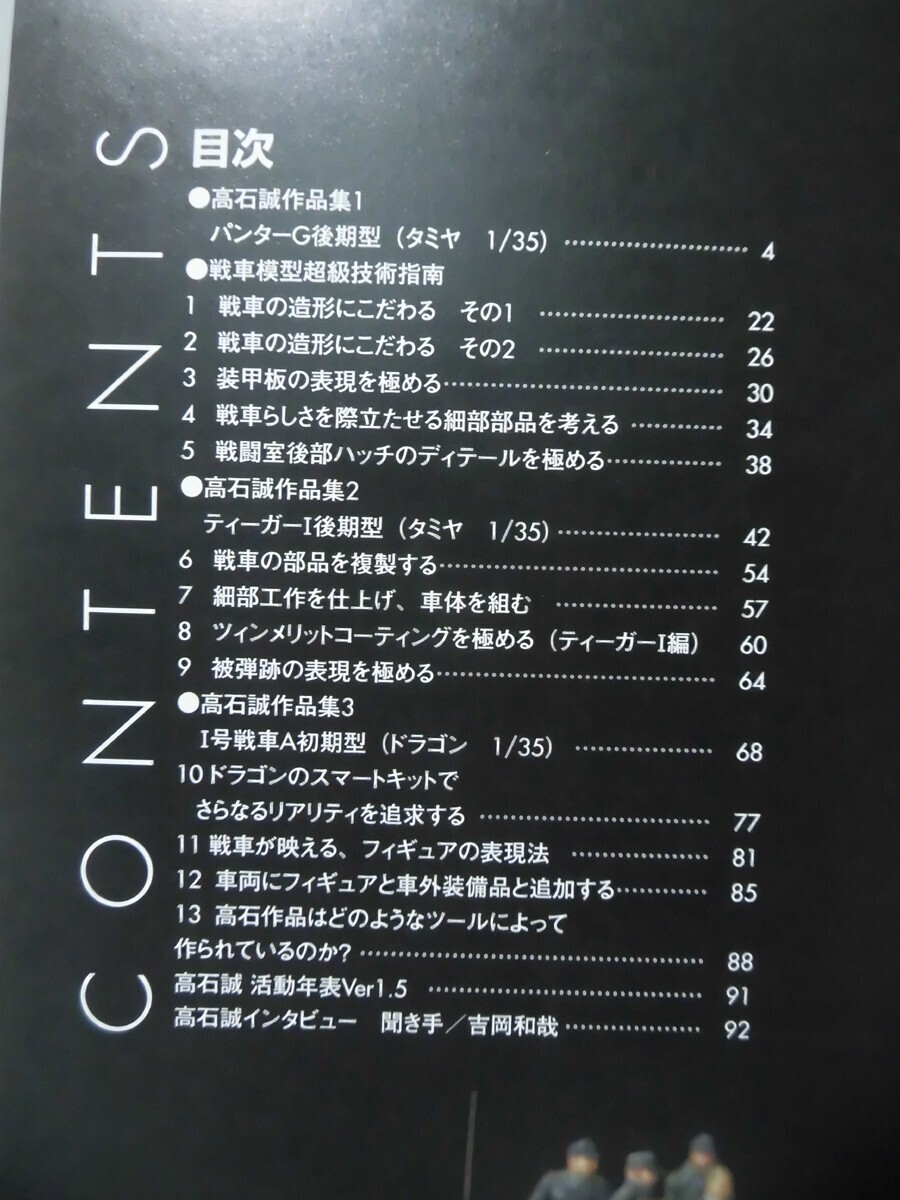 CONTENTS
目次
●高石誠作品集1
パンターG後期型(タミヤ 1/35) ........................ 4
●戦車模型超級技術指南
1 戦車の造形にこだわる その1 ........................ 22
2 戦車の造形にこだわる その2 ........................ 26
3 装甲板の表現を極める ........................ 30
4 戦車らしさを際立たせる細部部品を考える ............ 34
5 戦闘室後部ハッチのディテールを極める ............ 38
●高石誠作品集2
ティーガーI後期型(タミヤ 1/35) ........................ 42
6 戦車の部品を複製する ........................ 54
7 細部工作を仕上げ、車体を組む ........................ 57
8 ツィンメリットコーティングを極める(ティーガーI編) 60
9 被弾跡の表現を極める ........................ 64
●高石誠作品集3
I号戦車A初期型(ドラゴン 1/35) .................. 68
10 ドラゴンのスマートキットで
さらなるリアリティを追求する ........................ 77
11 戦車が映える、フィギュアの表現法 .................. 81
12 車両にフィギュアと車外装備品と追加する ............ 85
13 高石作品はどのようなツールによって
作られているのか? ........................ 88
高石誠 活動年表Ver1.5 ........................ 91
高石誠インタビュー 聞き手／吉岡和哉 .................. 92